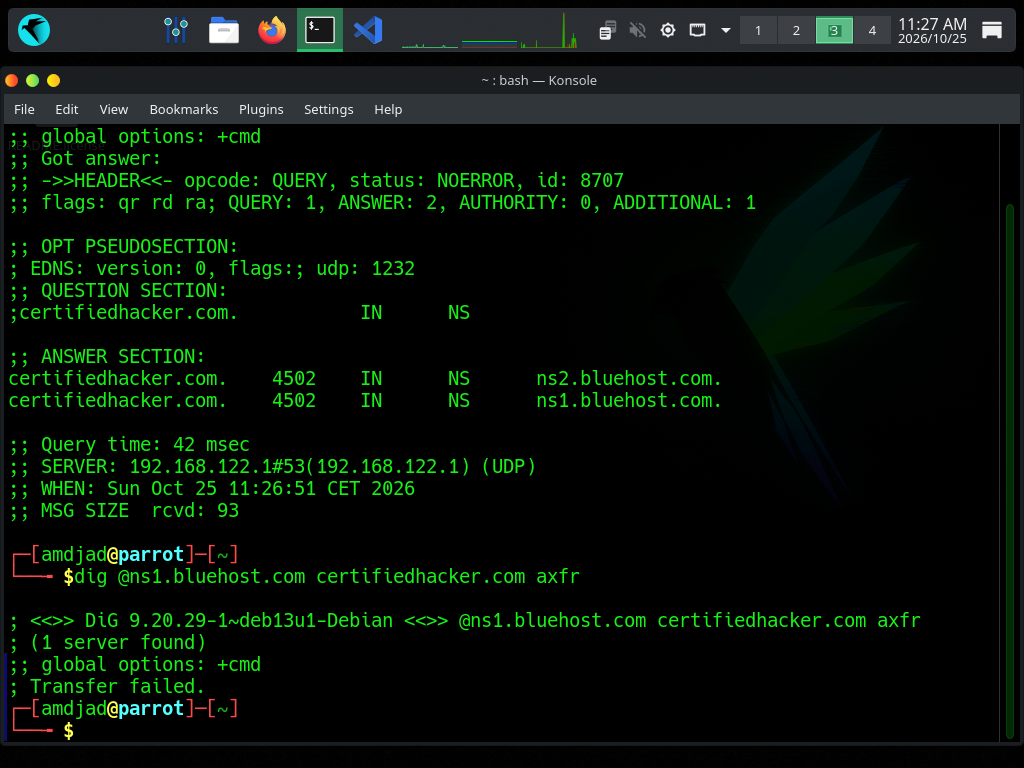 1 2 3 4 11:27 AM
2026/10/25
~ : bash — Konsole
File Edit View Bookmarks Plugins Settings Help
;; global options: +cmd
;; Got answer:
;; ->>HEADER<<- opcode: QUERY, status: NOERROR, id: 8707
;; flags: qr rd ra; QUERY: 1, ANSWER: 2, AUTHORITY: 0, ADDITIONAL: 1
;; OPT PSEUDOSECTION:
; EDNS: version: 0, flags:; udp: 1232
;; QUESTION SECTION:
;certifiedhacker.com. IN NS
;; ANSWER SECTION:
certifiedhacker.com. 4502 IN NS ns2.bluehost.com.
certifiedhacker.com. 4502 IN NS ns1.bluehost.com.
;; Query time: 42 msec
;; SERVER: 192.168.122.1#53(192.168.122.1) (UDP)
;; WHEN: Sun Oct 25 11:26:51 CET 2026
;; MSG SIZE  rcvd: 93
┌─[amdjad@parrot]─[~]
└──╼ $dig @ns1.bluehost.com certifiedhacker.com axfr
; <<>> DiG 9.20.29-1~deb13u1-Debian <<>> @ns1.bluehost.com certifiedhacker.com axfr
; (1 server found)
;; global options: +cmd
; Transfer failed.
┌─[amdjad@parrot]─[~]
└──╼ $